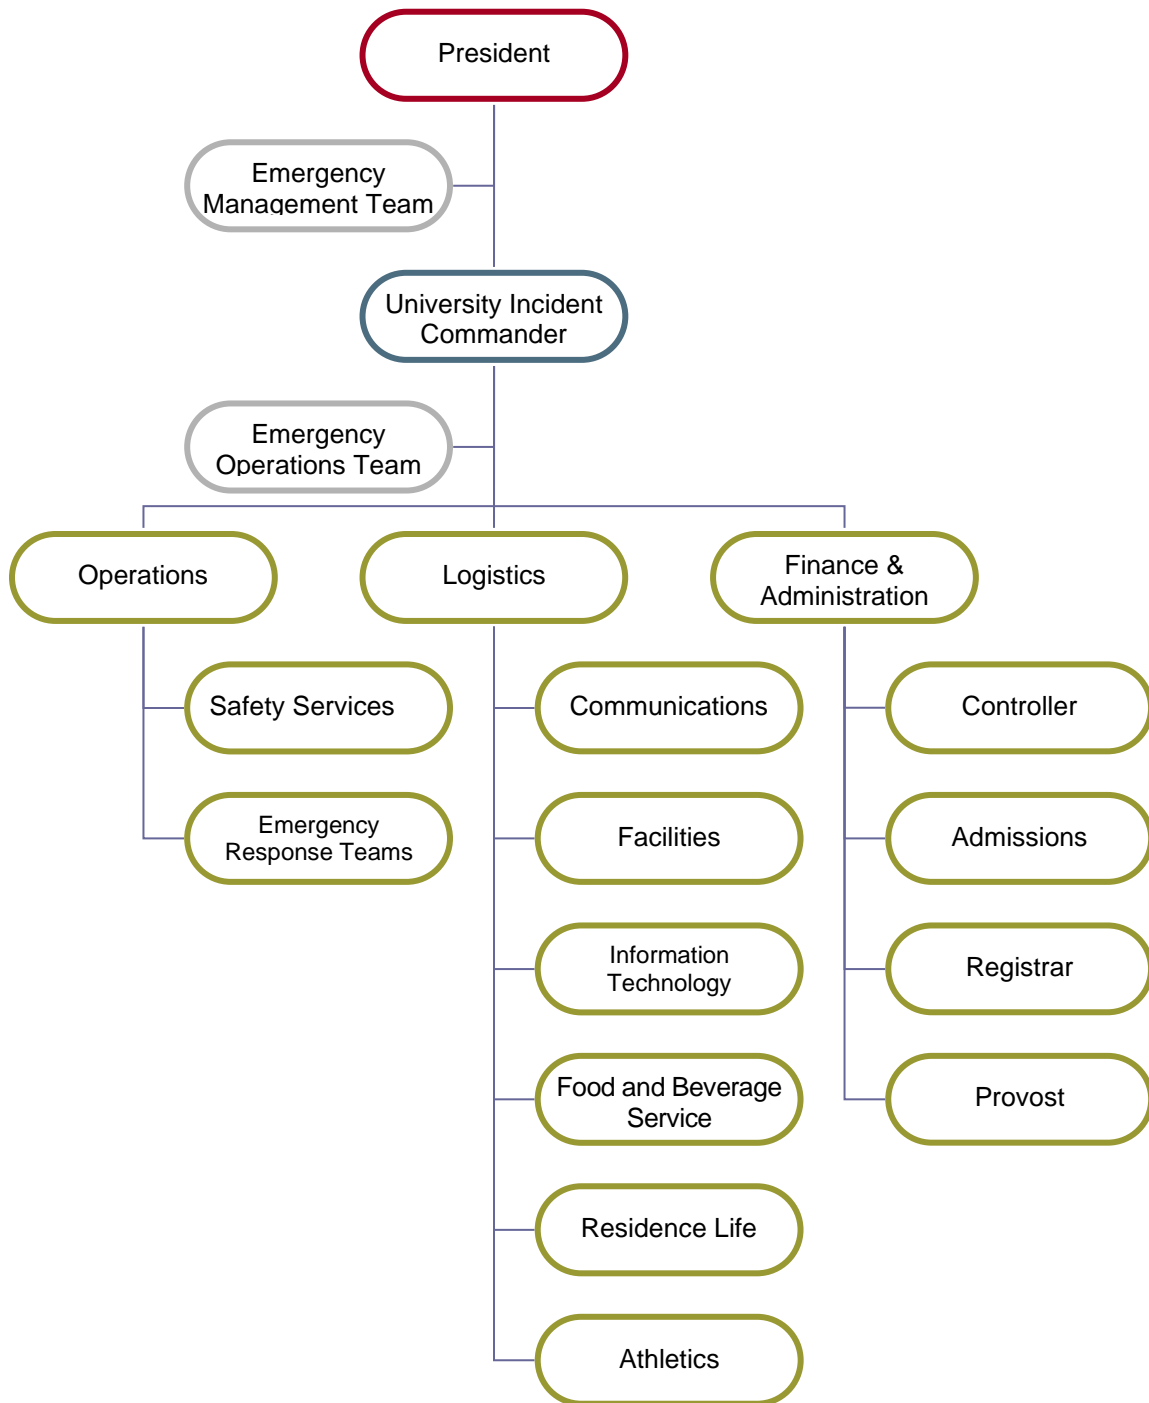 President
Emergency
Management Team
University Incident
Commander
Emergency
Operations Team
Operations
Logistics
Finance &
Administration
Safety Services
Communications
Controller
Emergency
Response Teams
Facilities
Admissions
Information
Technology
Registrar
Food and Beverage
Service
Provost
Residence Life
Athletics